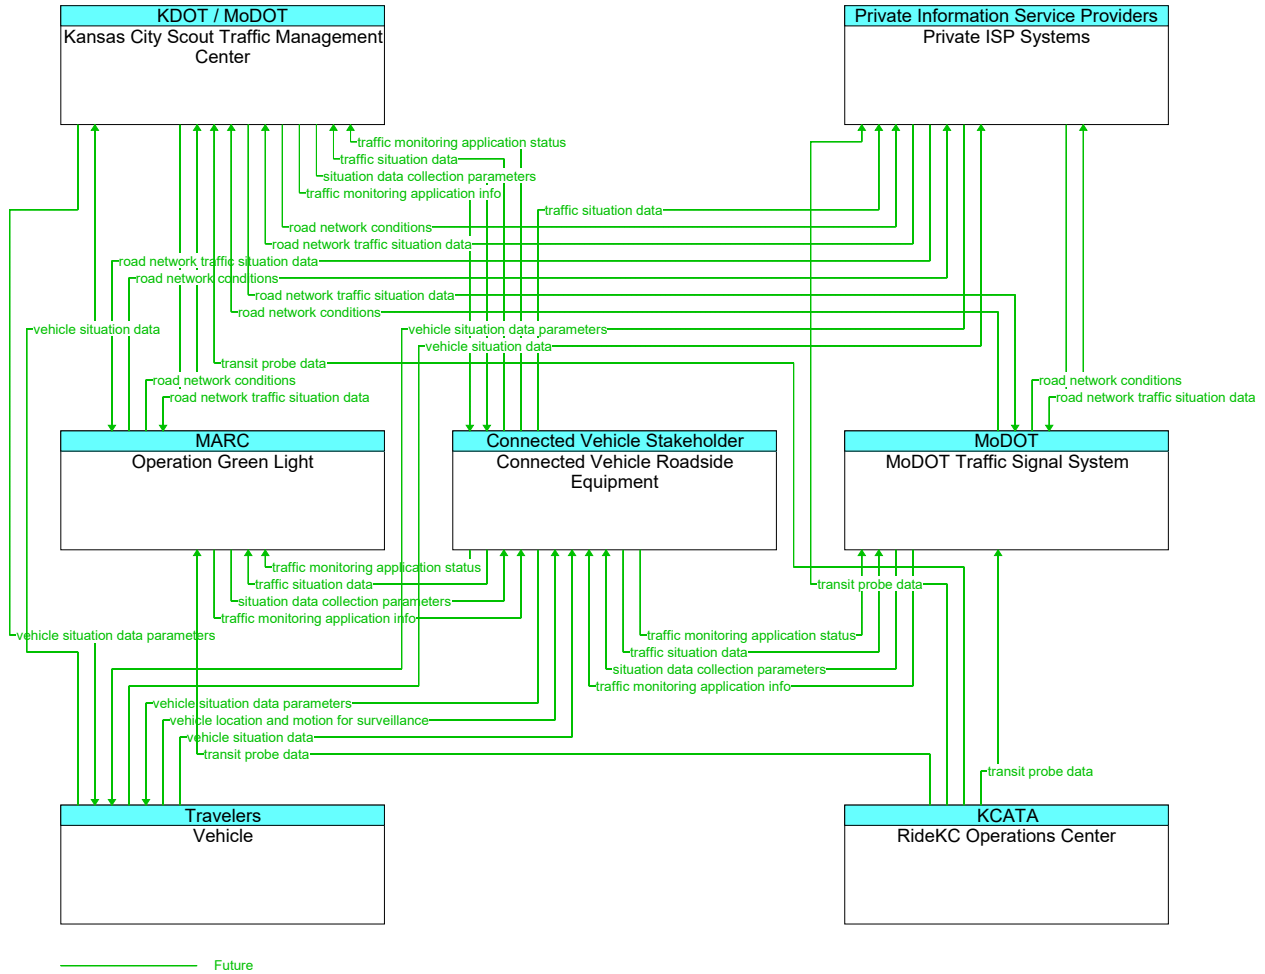 KDOT / MoDOT
Kansas City Scout Traffic Management
Center
Private Information Service Providers
Private ISP Systems
traffic monitoring application status
traffic situation data
situation data collection parameters
traffic monitoring application info
traffic situation data
road network conditions
road network traffic situation data
road network traffic situation data
road network conditions
road network traffic situation data
road network conditions
vehicle situation data
vehicle situation data parameters
vehicle situation data
transit probe data
road network conditions
road network traffic situation data
road network conditions
road network traffic situation data
MARC
Operation Green Light
Connected Vehicle Stakeholder
Connected Vehicle Roadside
Equipment
MoDOT
MoDOT Traffic Signal System
traffic monitoring application status
traffic situation data
situation data collection parameters
traffic monitoring application info
transit probe data
vehicle situation data parameters
traffic monitoring application status
traffic situation data
situation data collection parameters
traffic monitoring application info
vehicle situation data parameters
vehicle location and motion for surveillance
vehicle situation data
transit probe data
transit probe data
Travelers
Vehicle
KCATA
RideKC Operations Center
Future